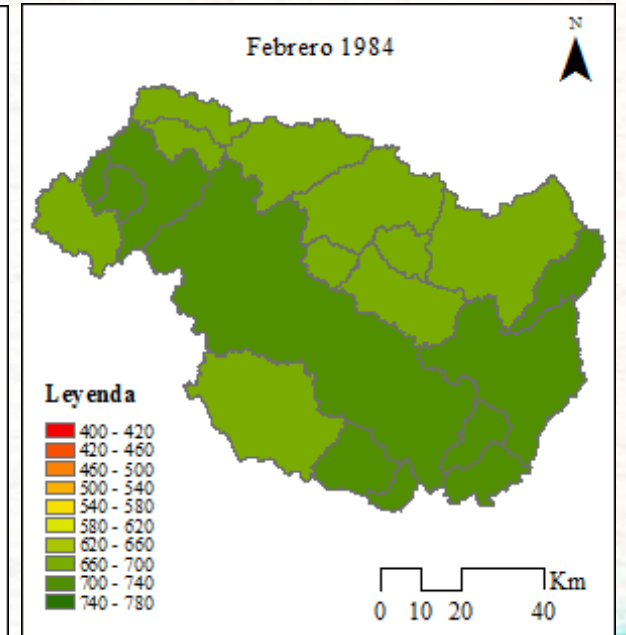 Febrero 1984
N
Leyenda
400 - 420
420 - 460
460 - 500
500 - 540
540 - 580
580 - 620
620 - 660
660 - 700
700 - 740
740 - 780
Km
0 10 20 40